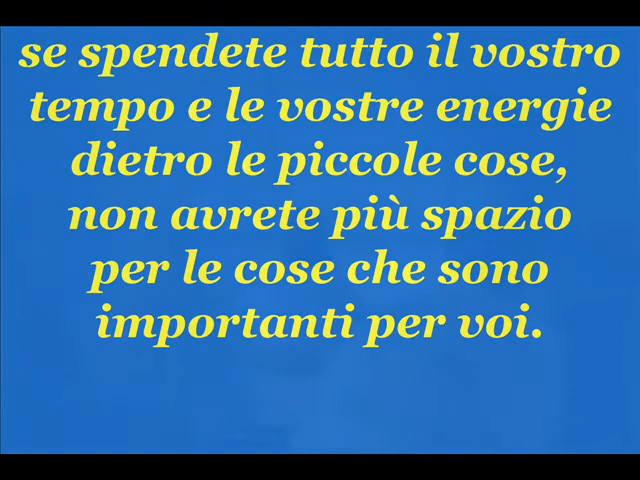 se spendete tutto il vostro
tempo e le vostre energie
dietro le piccole cose,
non avrete più spazio
per le cose che sono
importanti per voi.